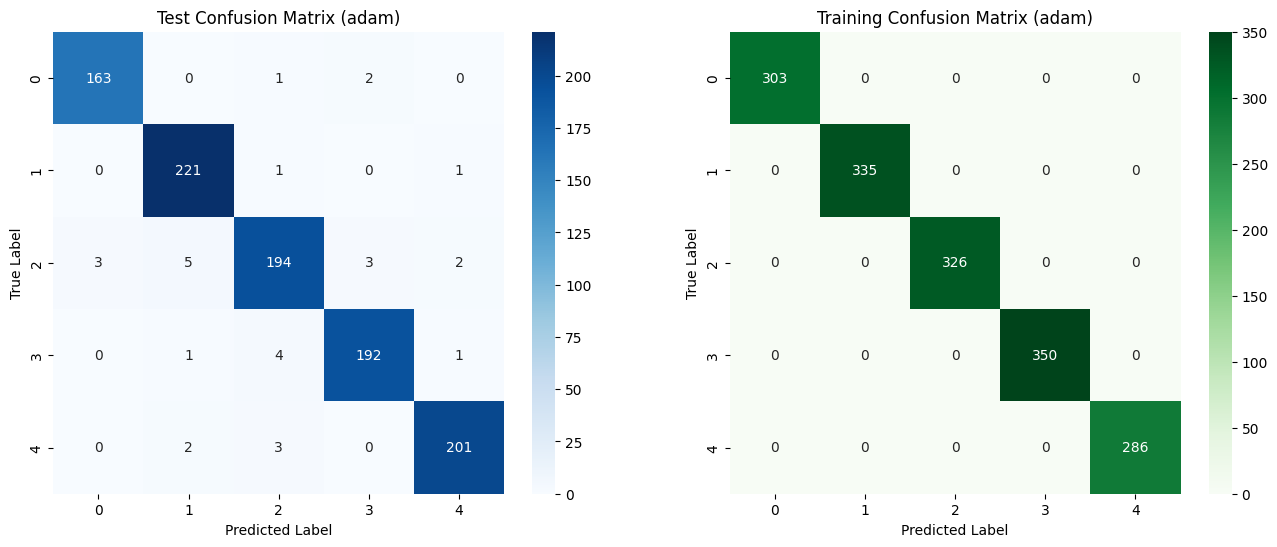 Test Confusion Matrix (adam)
163 0 1 2 0
0 221 1 0 1
3 5 194 3 2
0 1 4 192 1
0 2 3 0 201
0
1
2
3
4
True Label
0 1 2 3 4
Predicted Label
200
175
150
125
100
75
50
25
0
Training Confusion Matrix (adam)
303 0 0 0 0
0 335 0 0 0
0 0 326 0 0
0 0 0 350 0
0 0 0 0 286
0
1
2
3
4
True Label
0 1 2 3 4
Predicted Label
350
300
250
200
150
100
50
0